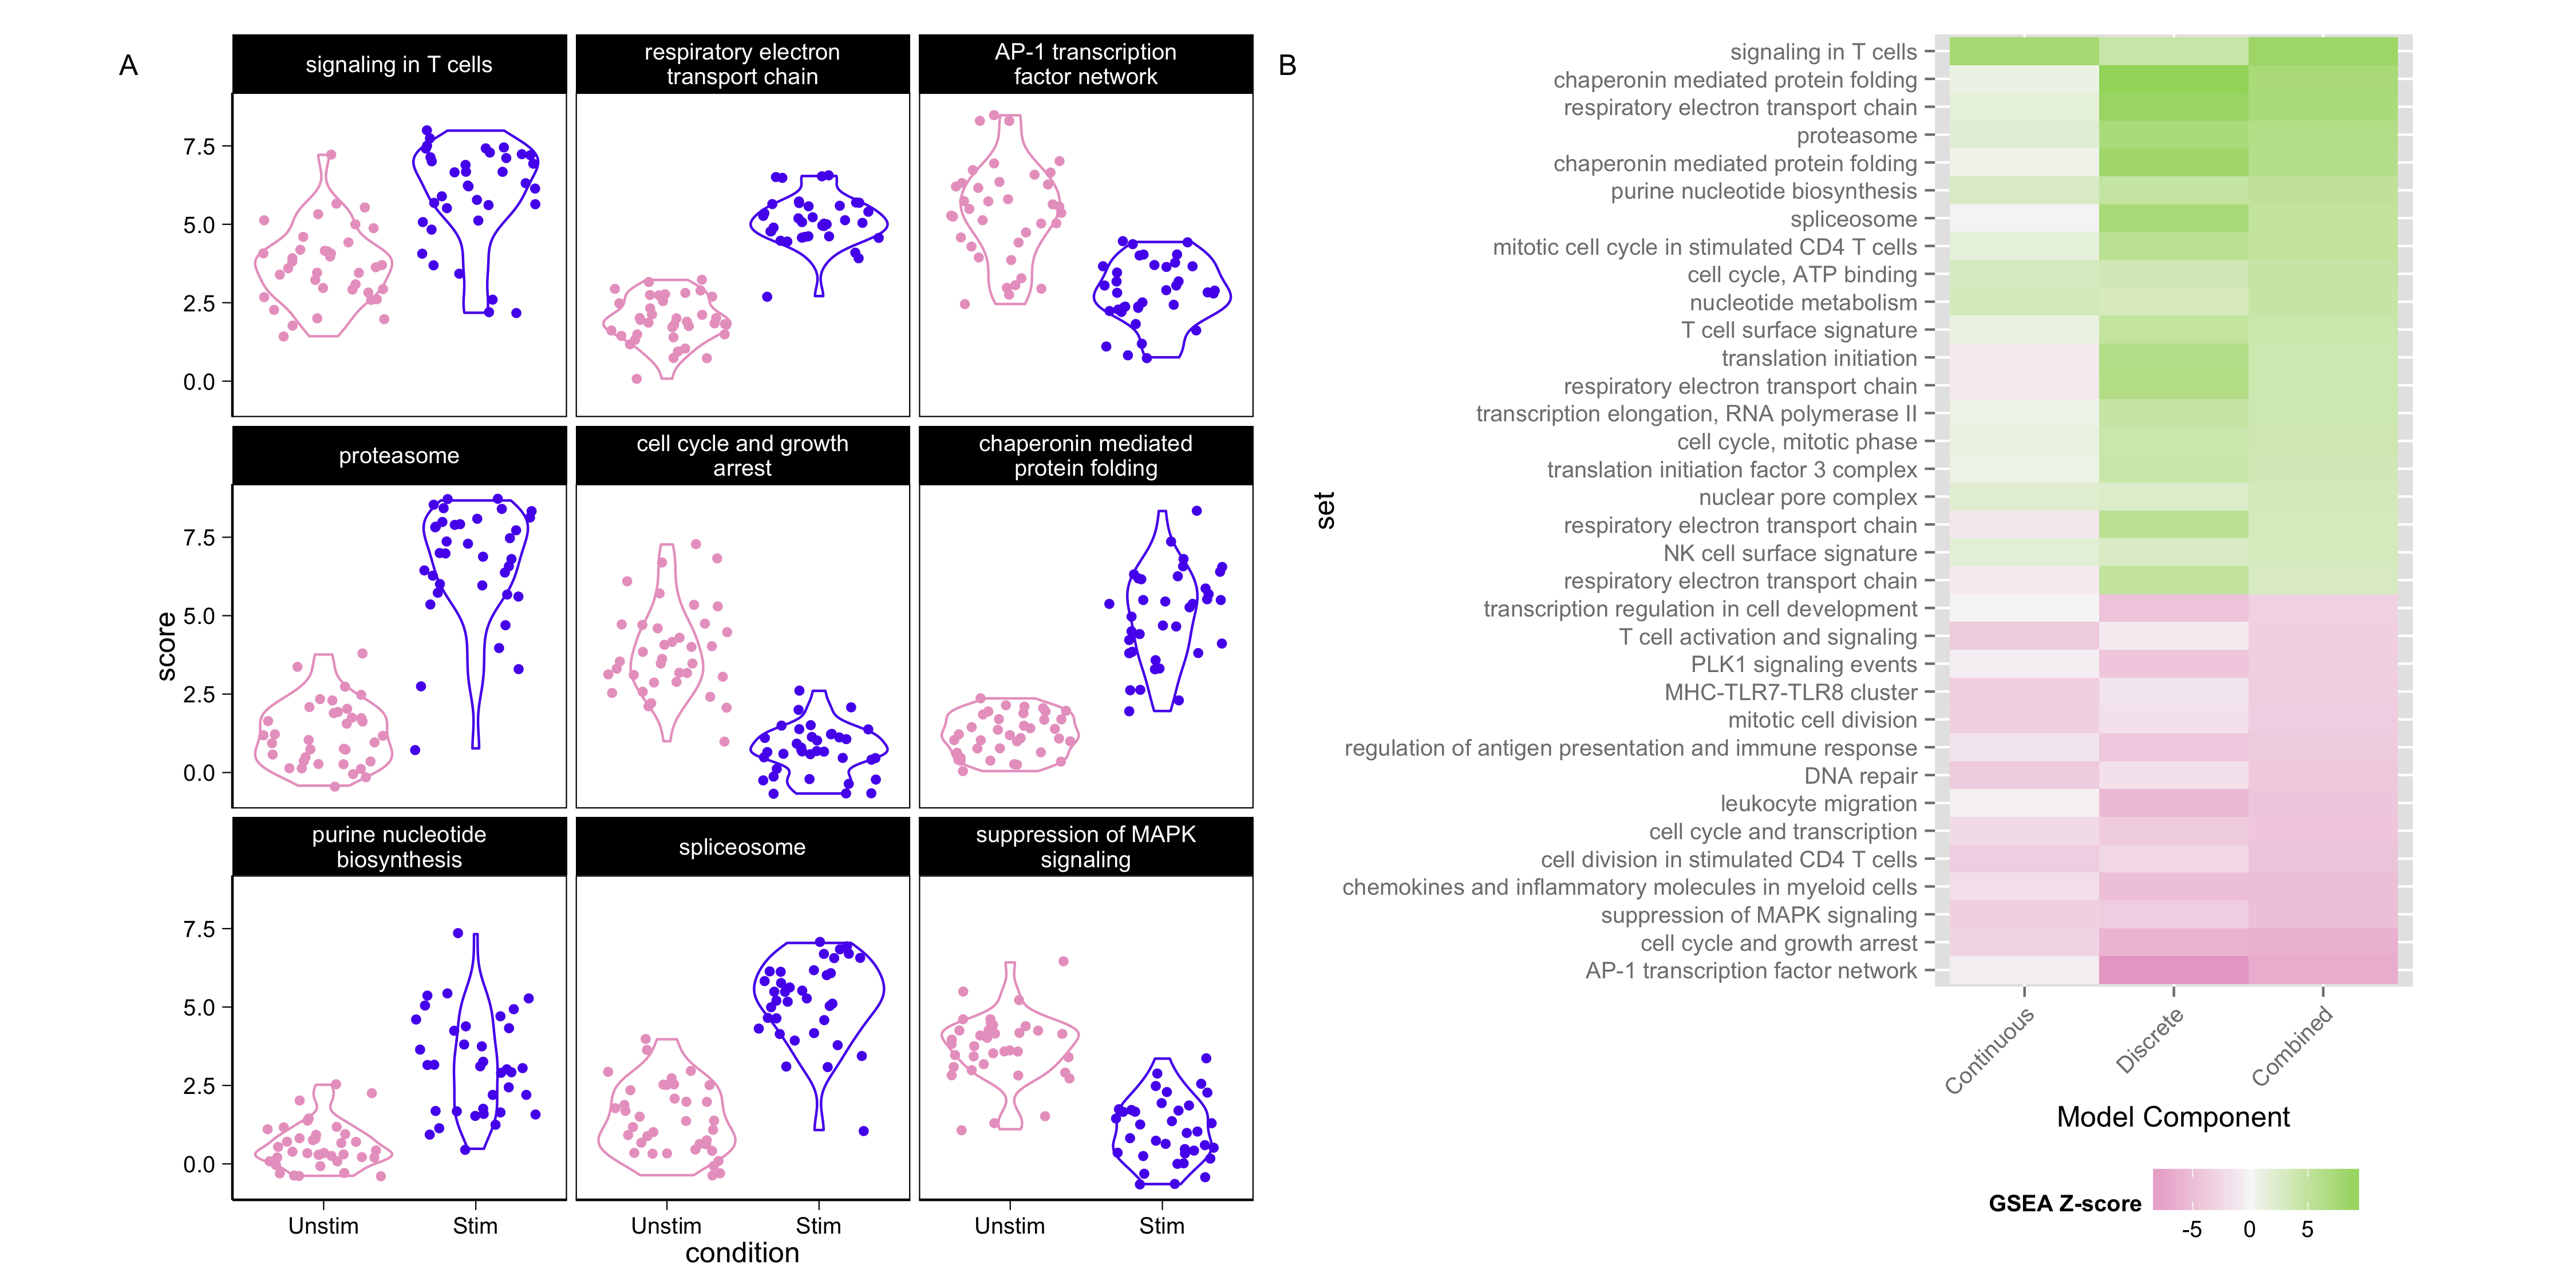 A
signaling in T cells
respiratory electron
transport chain
AP-1 transcription
factor network
7.5
5.0
2.5
0.0
proteasome
cell cycle and growth
arrest
chaperonin mediated
protein folding
7.5
5.0
2.5
0.0
score
purine nucleotide
biosynthesis
spliceosome
suppression of MAPK
signaling
7.5
5.0
2.5
0.0
Unstim
Stim
Unstim
Stim
Unstim
Stim
condition
B
set
signaling in T cells
chaperonin mediated protein folding
respiratory electron transport chain
proteasome
chaperonin mediated protein folding
purine nucleotide biosynthesis
spliceosome
mitotic cell cycle in stimulated CD4 T cells
cell cycle, ATP binding
nucleotide metabolism
T cell surface signature
translation initiation
respiratory electron transport chain
transcription elongation, RNA polymerase II
cell cycle, mitotic phase
translation initiation factor 3 complex
nuclear pore complex
respiratory electron transport chain
NK cell surface signature
respiratory electron transport chain
transcription regulation in cell development
T cell activation and signaling
PLK1 signaling events
MHC-TLR7-TLR8 cluster
mitotic cell division
regulation of antigen presentation and immune response
DNA repair
leukocyte migration
cell cycle and transcription
cell division in stimulated CD4 T cells
chemokines and inflammatory molecules in myeloid cells
suppression of MAPK signaling
cell cycle and growth arrest
AP-1 transcription factor network
Continuous
Discrete
Combined
Model Component
GSEA Z-score
-5
0
5